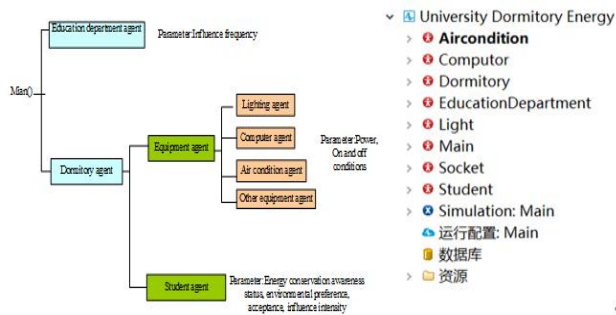 Education department agent
Parameter:Influence frequency
Mian()
Lighting agent
Computer agent
Equipment agent
Parameter:Power,
On and off
conditions
Air condition agent
Dormitory agent
Other equipment agent
Student agent
Parameter:Energy conservation awareness
status, environmental preference,
acceptance, influence intensity
University Dormitory Energy
Aircondition
Computor
Dormitory
EducationDepartment
Light
Main
Socket
Student
Simulation: Main
运行配置: Main
数据库
资源